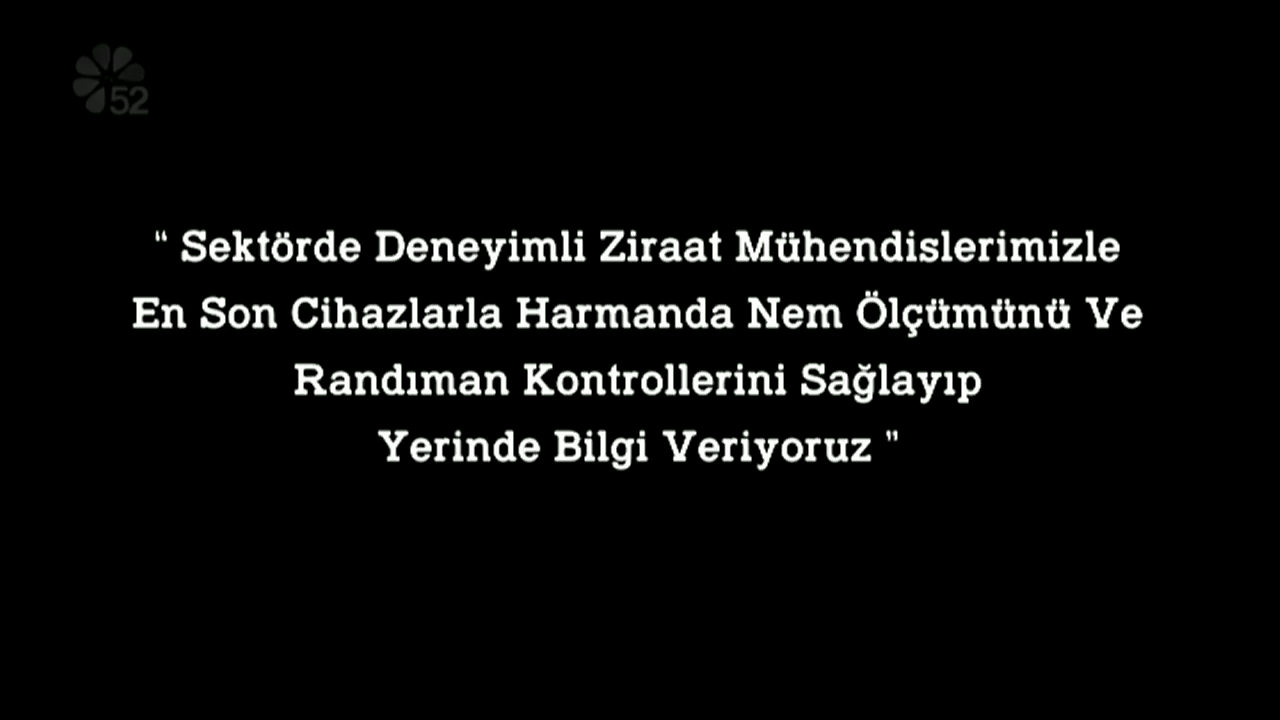 52
“ Sektörde Deneyimli Ziraat Mühendislerimizle
En Son Cihazlarla Harmanda Nem Ölçümünü Ve
Randıman Kontrollerini Sağlayıp
Yerinde Bilgi Veriyoruz "